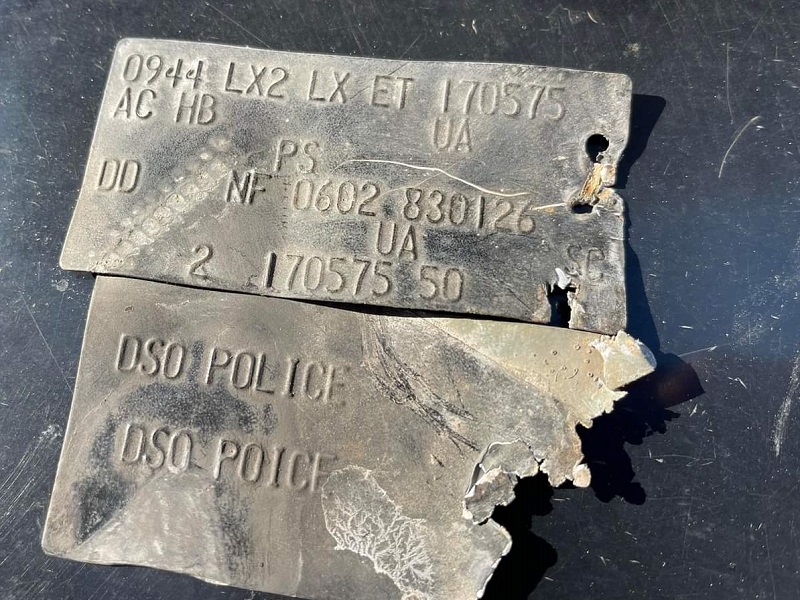 0944 LX2 LX ET 170575
AC HB UA
PS
DD NF 0602 830126
UA SC
2 170575 50
DSO POLICE
DSO POICE